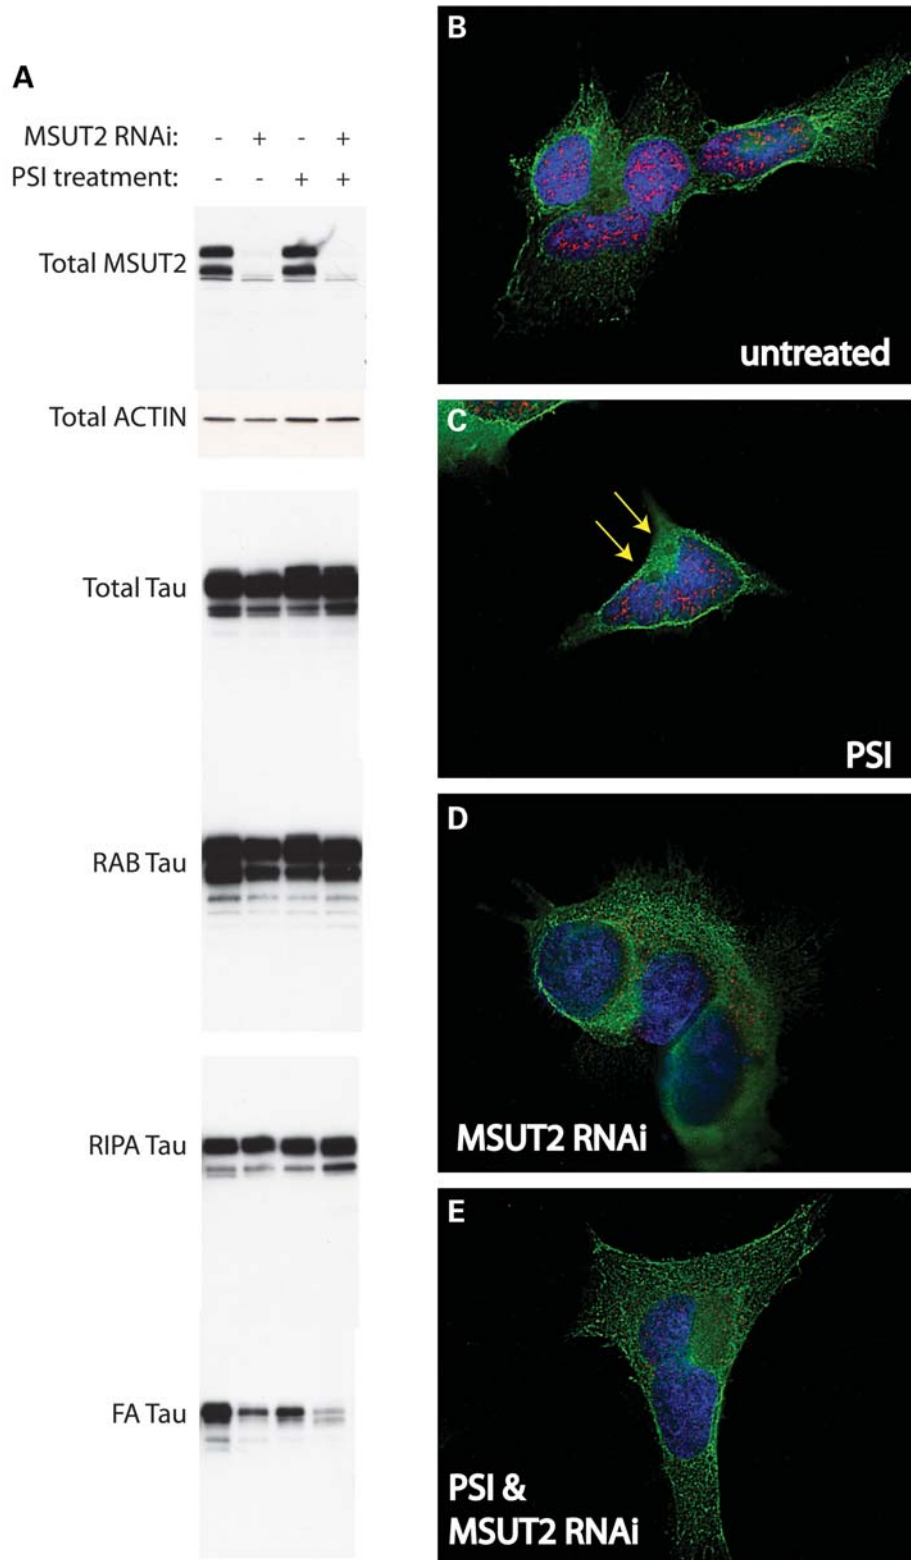 A
MSUT2 RNAi: - + - +
PSI treatment: - - + +
Total MSUT2
Total ACTIN
Total Tau
RAB Tau
RIPA Tau
FA Tau
B
untreated
C
PSI
D
MSUT2 RNAi
E
PSI &
MSUT2 RNAi